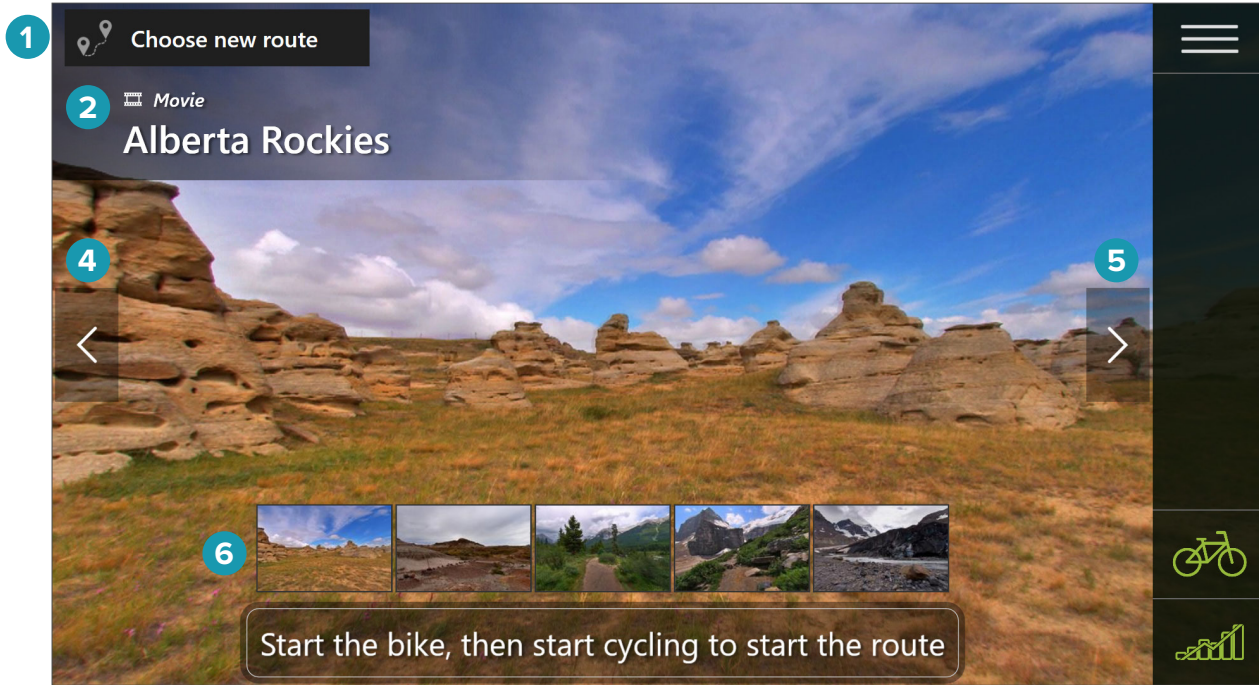 1
Choose new route
2
Movie
Alberta Rockies
4
5
6
Start the bike, then start cycling to start the route